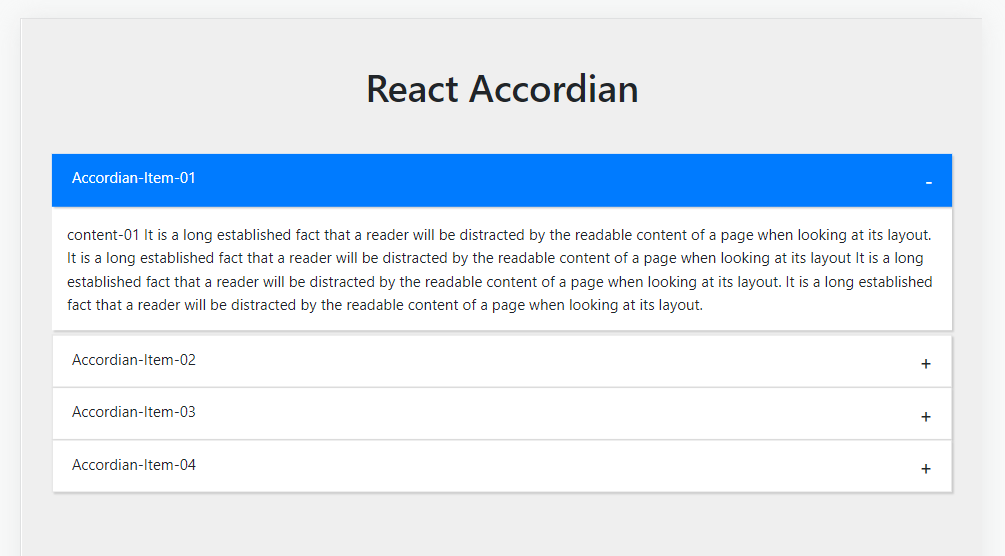 React Accordian
Accordian-Item-01 -
content-01 It is a long established fact that a reader will be distracted by the readable content of a page when looking at its layout.
It is a long established fact that a reader will be distracted by the readable content of a page when looking at its layout It is a long
established fact that a reader will be distracted by the readable content of a page when looking at its layout. It is a long established
fact that a reader will be distracted by the readable content of a page when looking at its layout.
Accordian-Item-02 +
Accordian-Item-03 +
Accordian-Item-04 +